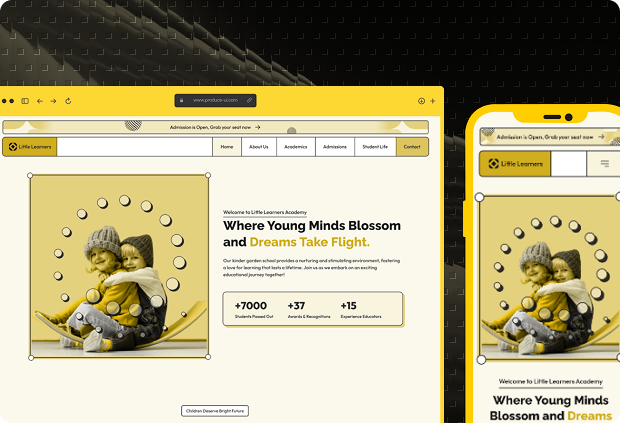 www.produce-ui.com
Admission is Open, Grab your seat now →
Little Learners
Home
About Us
Academics
Admissions
Student Life
Contact
Welcome to Little Learners Academy
Where Young Minds Blossom
and Dreams Take Flight.
Our kinder garden school provides a nurturing and stimulating environment, fostering
a love for learning that lasts a lifetime. Join us as we embark on an exciting
educational journey together!
+7000
Students Passed Out
+37
Awards & Recognitions
+15
Experience Educators
Children Deserve Bright Future
Admission is Open, Grab your seat now →
Little Learners
Welcome to Little Learners Academy
Where Young Minds
Blossom and Dreams